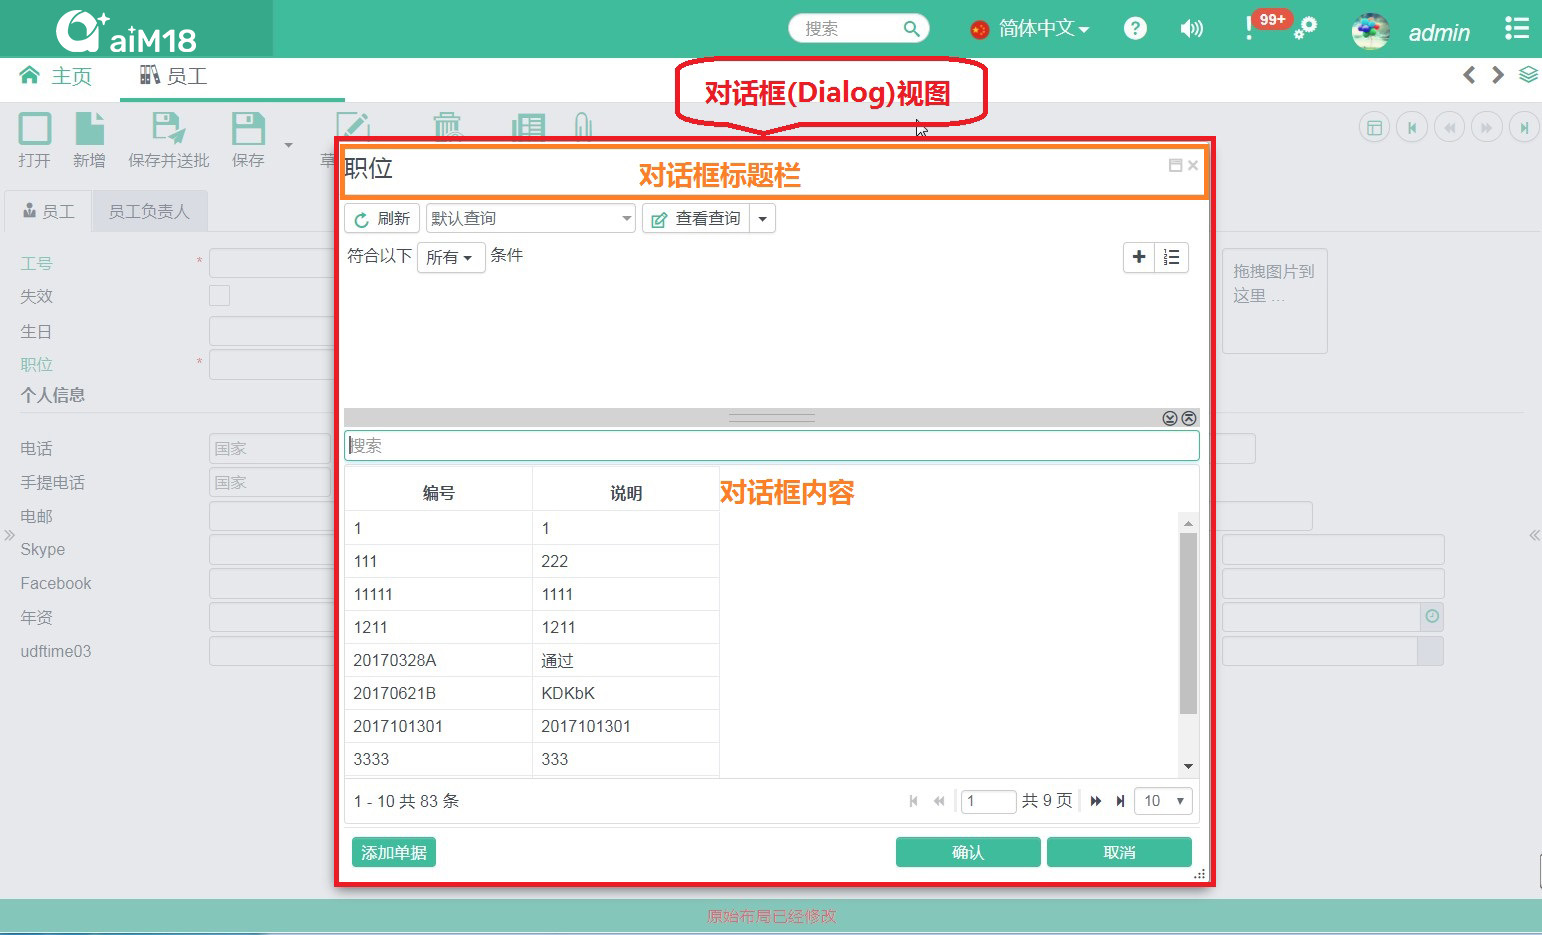 aiM18
搜索
简体中文
99+
admin
主页
员工
对话框(Dialog)视图
打开
新增
保存并送批
保存
草
职位
对话框标题栏
员工
员工负责人
刷新
默认查询
查看查询
符合以下
所有
条件
工号 *
失效
生日
职位 *
个人信息
拖拽图片到
这里 ...
搜索
电话
国家
手提电话
国家
电邮
Skype
Facebook
年资
udftime03
编号 说明
对话框内容
1 1
111 222
11111 1111
1211 1211
20170328A 通过
20170621B KDKbK
2017101301 2017101301
3333 333
1 - 10 共 83 条
1 共 9 页
10
添加单据
确认
取消
原始布局已经修改